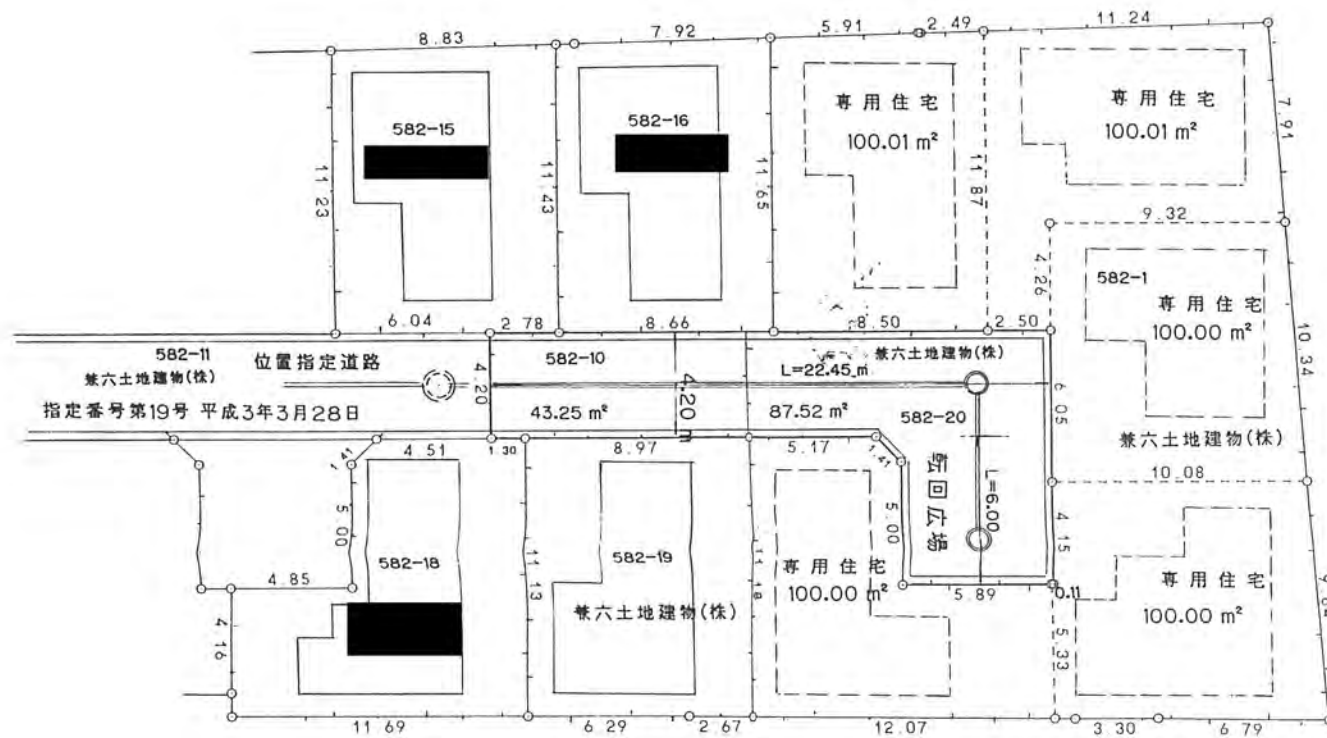 8.83
7.92
5.91
2.49
11.24
582-15
582-16
専用住宅
100.01 m²
専用住宅
100.01 m²
7.91
11.23
11.43
11.65
11.87
9.32
4.26
582-1
専用住宅
100.00 m²
10.34
6.04
2.78
8.66
8.50
2.50
582-11
位置指定道路
兼六土地建物(株)
指定番号第19号 平成3年3月28日
4.20
582-10
43.25 m²
4.20 m
L=22.45 m
兼六土地建物(株)
87.52 m²
582-20
6.05
兼六土地建物(株)
10.08
転回広場
L=6.00
1.41
4.51
1.30
8.97
5.17
1.41
5.00
5.00
582-18
4.85
4.16
11.13
582-19
兼六土地建物(株)
専用住宅
100.00 m²
5.89
4.15
0.11
5.33
専用住宅
100.00 m²
11.69
6.29
2.67
12.07
3.30
6.79